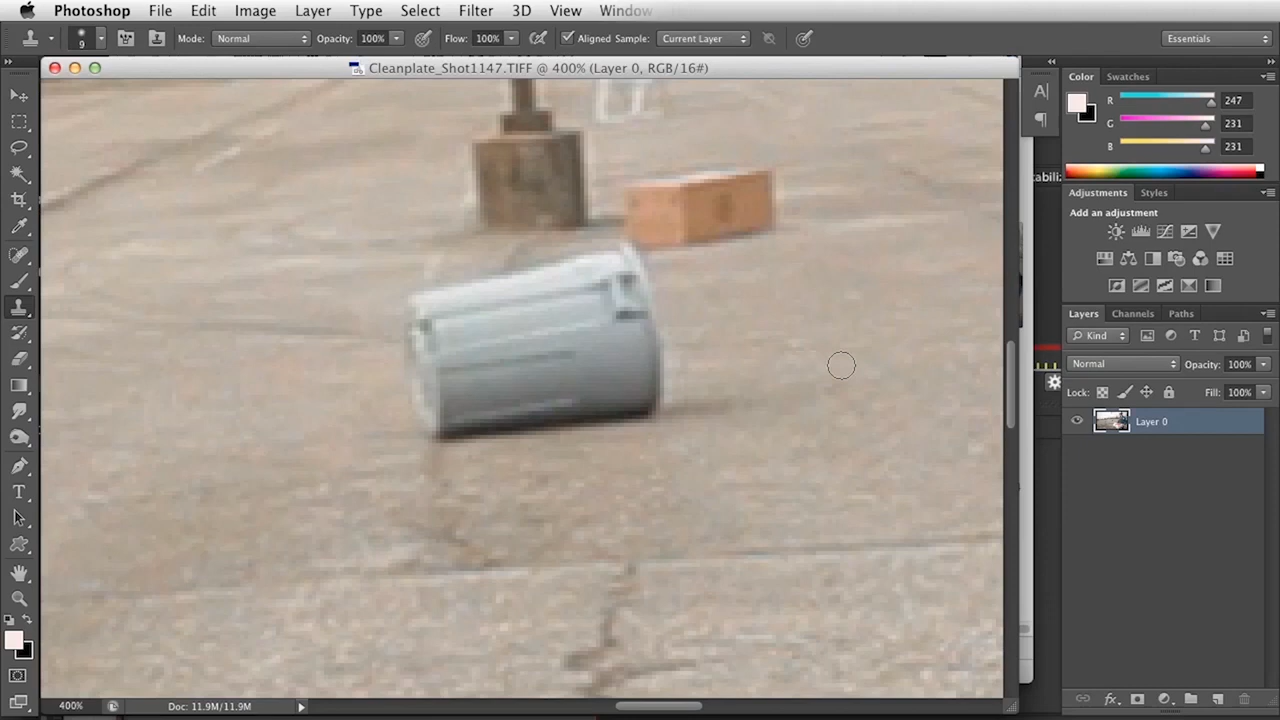 Photoshop File Edit Image Layer Type Select Filter 3D View Window
9 Mode: Normal Opacity: 100% Flow: 100% Aligned Sample: Current Layer Essentials
Cleanplate_Shot1147.TIFF @ 400% (Layer 0, RGB/16#)
Color Swatches
R 247
G 231
B 231
Adjustments Styles
Add an adjustment
Layers Channels Paths
Kind
Normal Opacity: 100%
Lock: Fill: 100%
Layer 0
400% Doc: 11.9M/11.9M